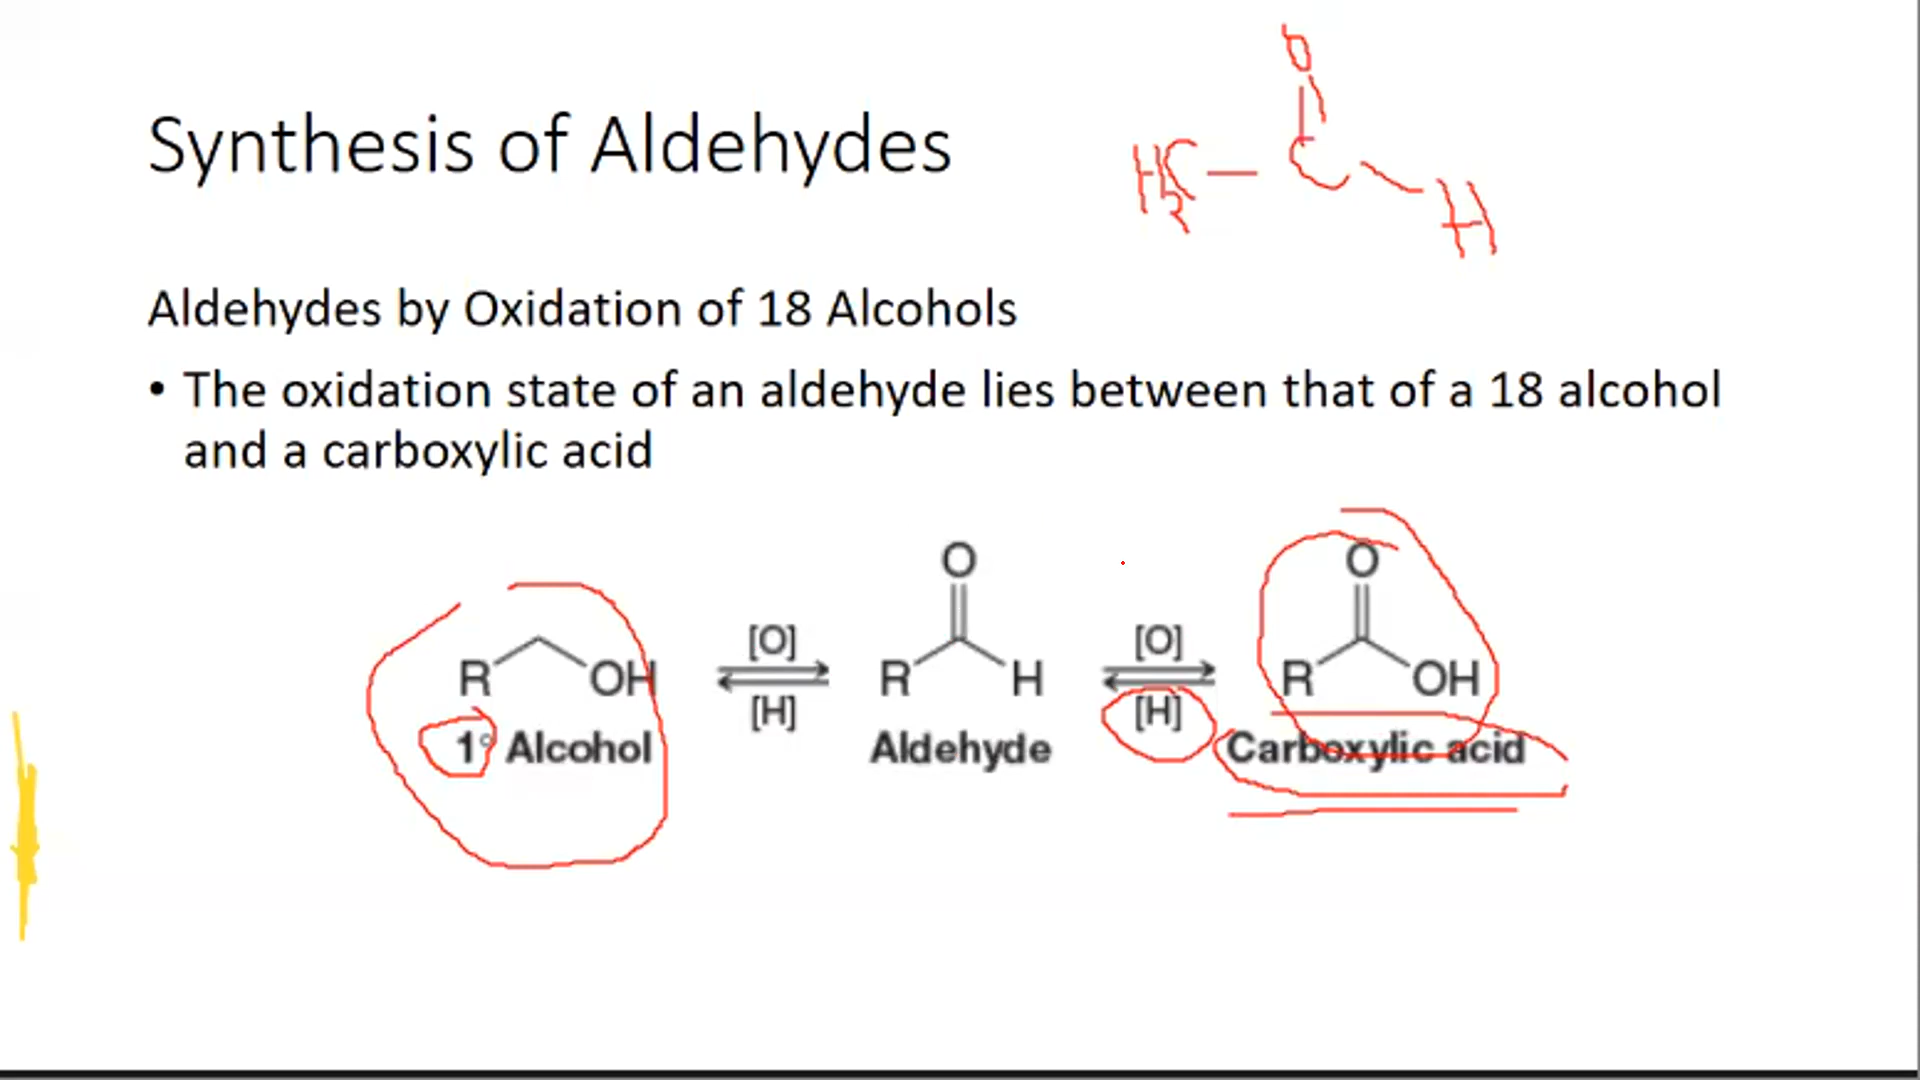 Synthesis of Aldehydes
O
H3C
C
H
Aldehydes by Oxidation of 18 Alcohols
• The oxidation state of an aldehyde lies between that of a 18 alcohol
and a carboxylic acid
O
O
[O]
[O]
R
OH
R
H
R
OH
[H]
[H]
1° Alcohol
Aldehyde
Carboxylic acid